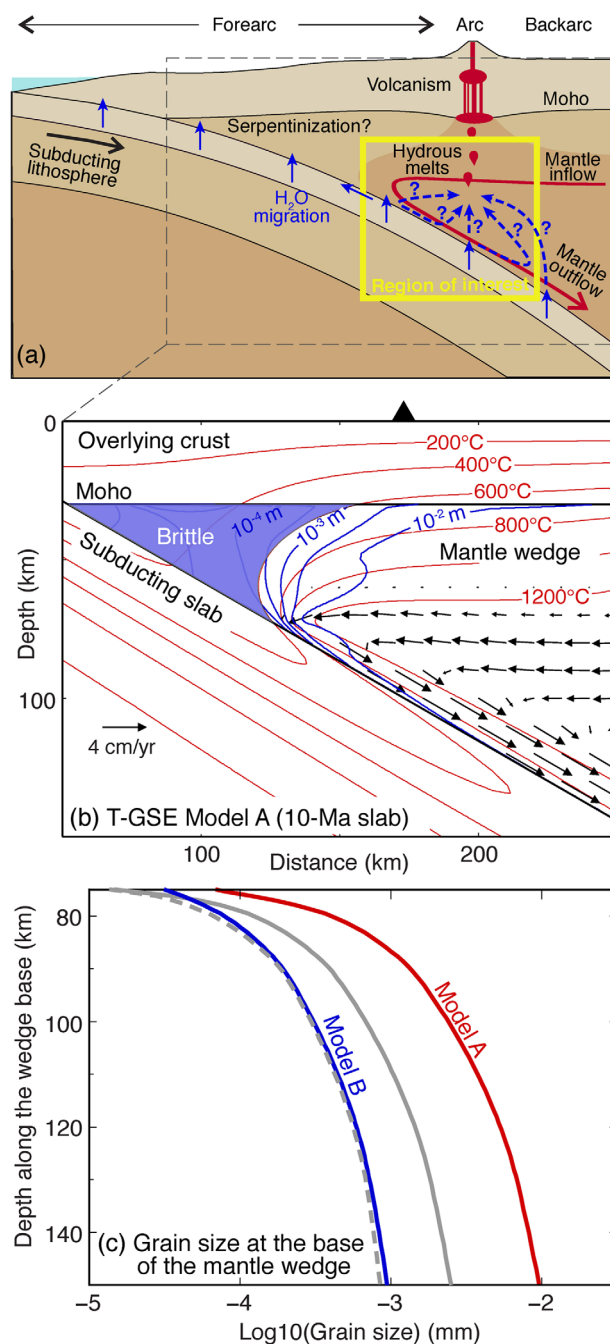 Forearc
Arc
Backarc
Volcanism
Moho
Serpentinization?
Subducting
lithosphere
Hydrous
melts
Mantle
inflow
H2O
migration
?
?
?
?
?
?
Mantle
outflow
Region of interest
(a)
0
Overlying crust
200°C
400°C
Moho
600°C
10-4 m
10-3 m
10-2 m
800°C
Brittle
Mantle wedge
Subducting slab
1200°C
Depth (km)
100
4 cm/yr
(b) T-GSE Model A (10-Ma slab)
100
200
Distance (km)
80
100
120
140
Depth along the wedge base (km)
Model A
Model B
(c) Grain size at the base
of the mantle wedge
-5
-4
-3
-2
Log10(Grain size) (mm)